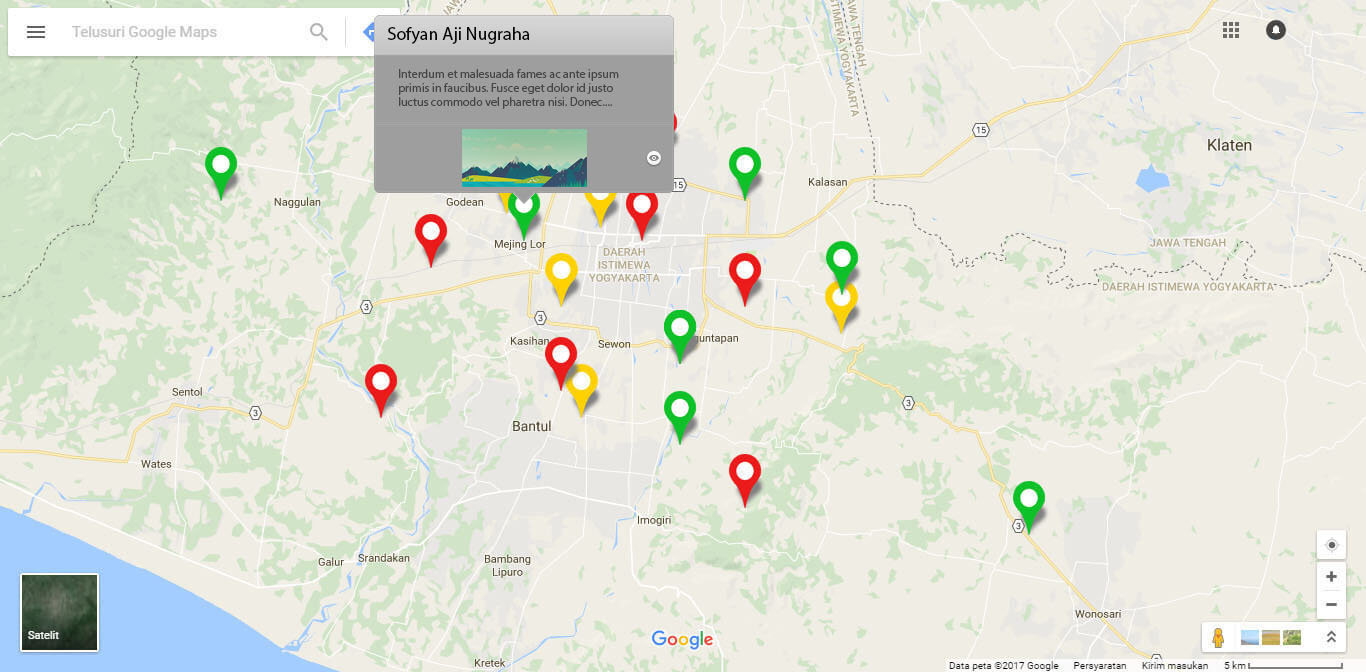 Telusuri Google Maps
Sofyan Aji Nugraha
Interdum et malesuada fames ac ante ipsum
primis in faucibus. Fusce eget dolor id justo
luctus commodo vel pharetra nisi. Donec....
JAWA TENGAH
DAERAH
ISTIMEWA
YOGYAKARTA
15
Klaten
15
Kalasan
Naggulan
Godean
Mejing Lor
DAERAH
ISTIMEWA
YOGYAKARTA
JAWA TENGAH
DAERAH ISTIMEWA YOGYAKARTA
3
3
Kasihan
Sewon
guntapan
Sentol
3
3
Bantul
Wates
Imogiri
3
Galur
Srandakan
Bambang
Lipuro
Wonosari
Satelit
Google
Kretek
Data peta ©2017 Google
Persyaratan
Kirim masukan
5 km